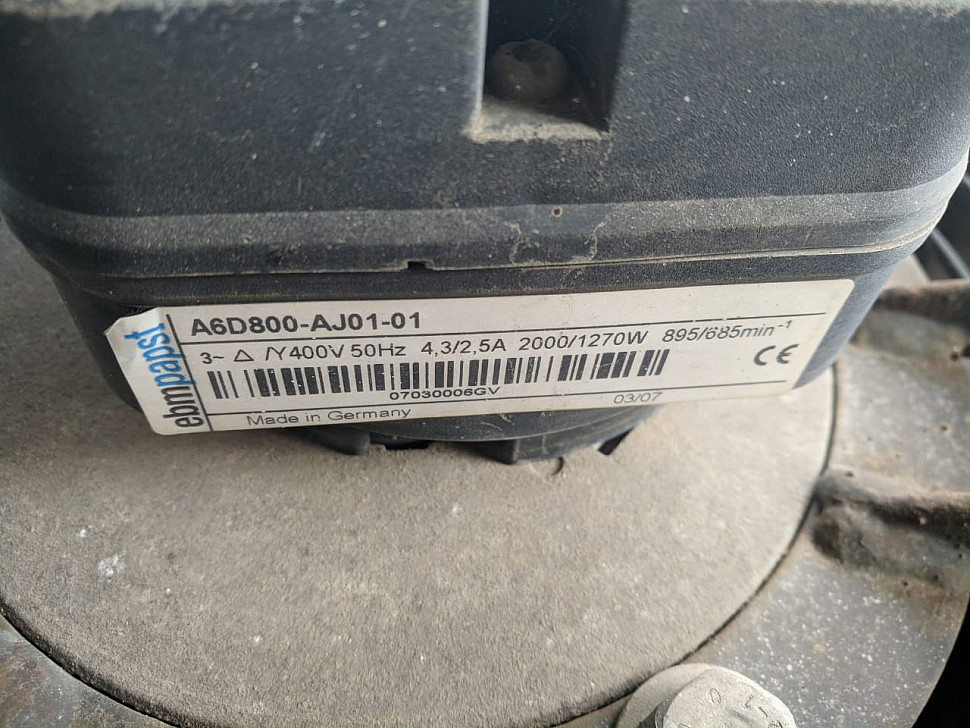 ebmpapst
A6D800-AJ01-01
3~ Δ /Y400V 50Hz 4,3/2,5A 2000/1270W 895/685min-1
CE
07030006GV
Made in Germany 03/07